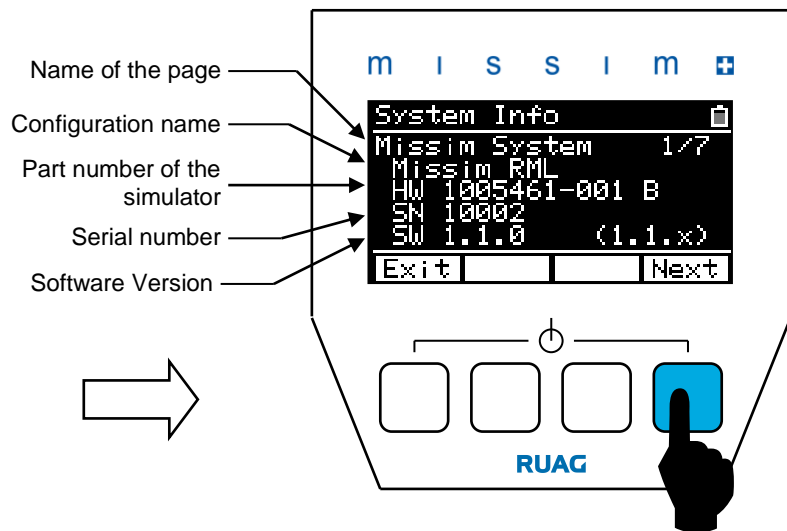 missim
Name of the page
Configuration name
Part number of the
simulator
Serial number
Software Version
System Info
Missim System 1/7
Missim RML
HW 1005461-001 B
SN 10002
SW 1.1.0 (1.1.x)
Exit Next
RUAG